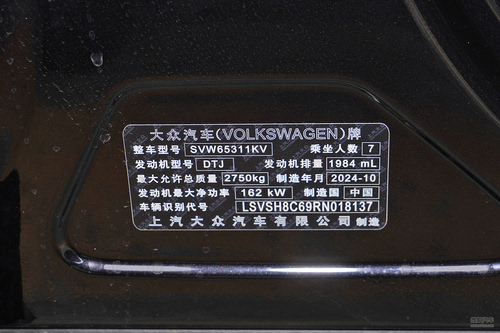 大众汽车(VOLKSWAGEN)牌
整车型号 SVW65311KV 乘坐人数 7
发动机型号 DTJ 发动机排量 1984 mL
最大允许总质量 2750kg 制造年月 2024-10
发动机最大净功率 162 kW 制造国 中国
车辆识别代号 LSVSH8C69RN018137
上汽大众汽车有限公司 制造